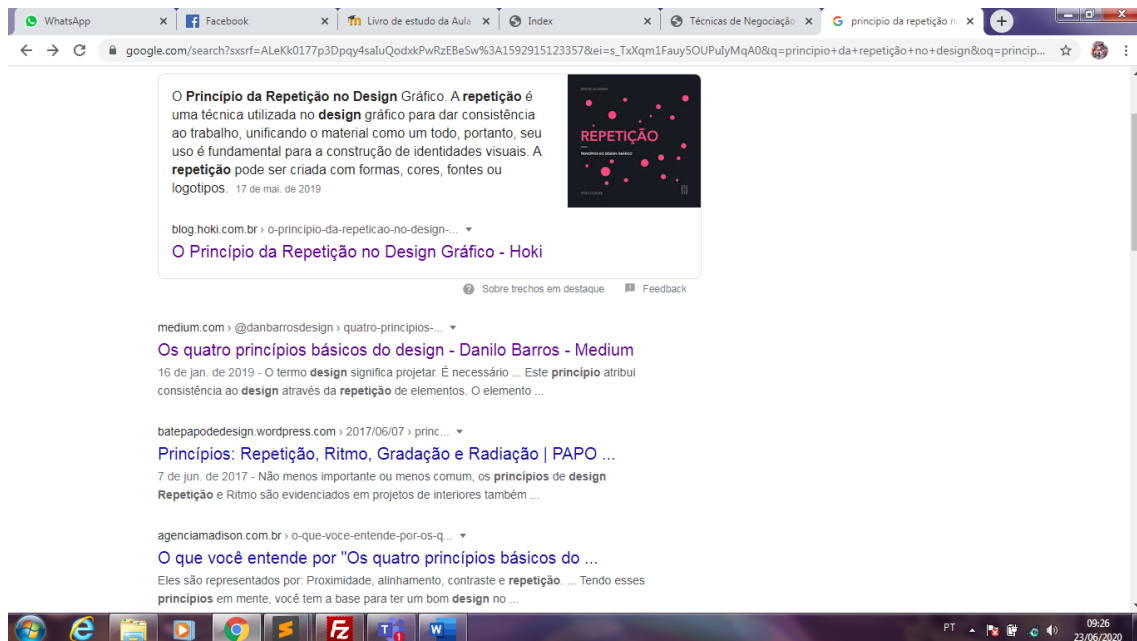 WhatsApp
Facebook
Livro de estudo da Aula
Index
Técnicas de Negociação
principio da repetição no
google.com/search?sxsrf=ALeKk0177p3Dpqy4saIuQodxkPwRzEBeSw%3A1592915123357&ei=s_TxXqm1Fauy5OUPuIyMqA0&q=principio+da+repetição+no+design&oq=princip...
O Princípio da Repetição no Design Gráfico. A repetição é
uma técnica utilizada no design gráfico para dar consistência
ao trabalho, unificando o material como um todo, portanto, seu
uso é fundamental para a construção de identidades visuais. A
repetição pode ser criada com formas, cores, fontes ou
logotipos. 17 de mai. de 2019
REPETIÇÃO
PRINCÍPIOS DO DESIGN GRÁFICO
blog.hoki.com.br › o-principio-da-repeticao-no-design-...
O Princípio da Repetição no Design Gráfico - Hoki
Sobre trechos em destaque Feedback
medium.com › @danbarrosdesign › quatro-principios-...
Os quatro princípios básicos do design - Danilo Barros - Medium
16 de jan. de 2019 - O termo design significa projetar. É necessário ... Este princípio atribui
consistência ao design através da repetição de elementos. O elemento ...
batepapodedesign.wordpress.com › 2017/06/07 › princ...
Princípios: Repetição, Ritmo, Gradação e Radiação | PAPO ...
7 de jun. de 2017 - Não menos importante ou menos comum, os princípios de design
Repetição e Ritmo são evidenciados em projetos de interiores também ...
agenciamadison.com.br › o-que-voce-entende-por-os-q...
O que você entende por "Os quatro princípios básicos do ...
Eles são representados por: Proximidade, alinhamento, contraste e repetição. ... Tendo esses
princípios em mente, você tem a base para ter um bom design no ...
PT
09:26
23/06/2020